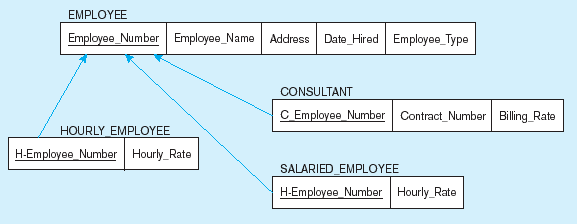 EMPLOYEE
Employee_Number Employee_Name Address Date_Hired Employee_Type
CONSULTANT
C_Employee_Number Contract_Number Billing_Rate
HOURLY_EMPLOYEE
H-Employee_Number Hourly_Rate
SALARIED_EMPLOYEE
H-Employee_Number Hourly_Rate